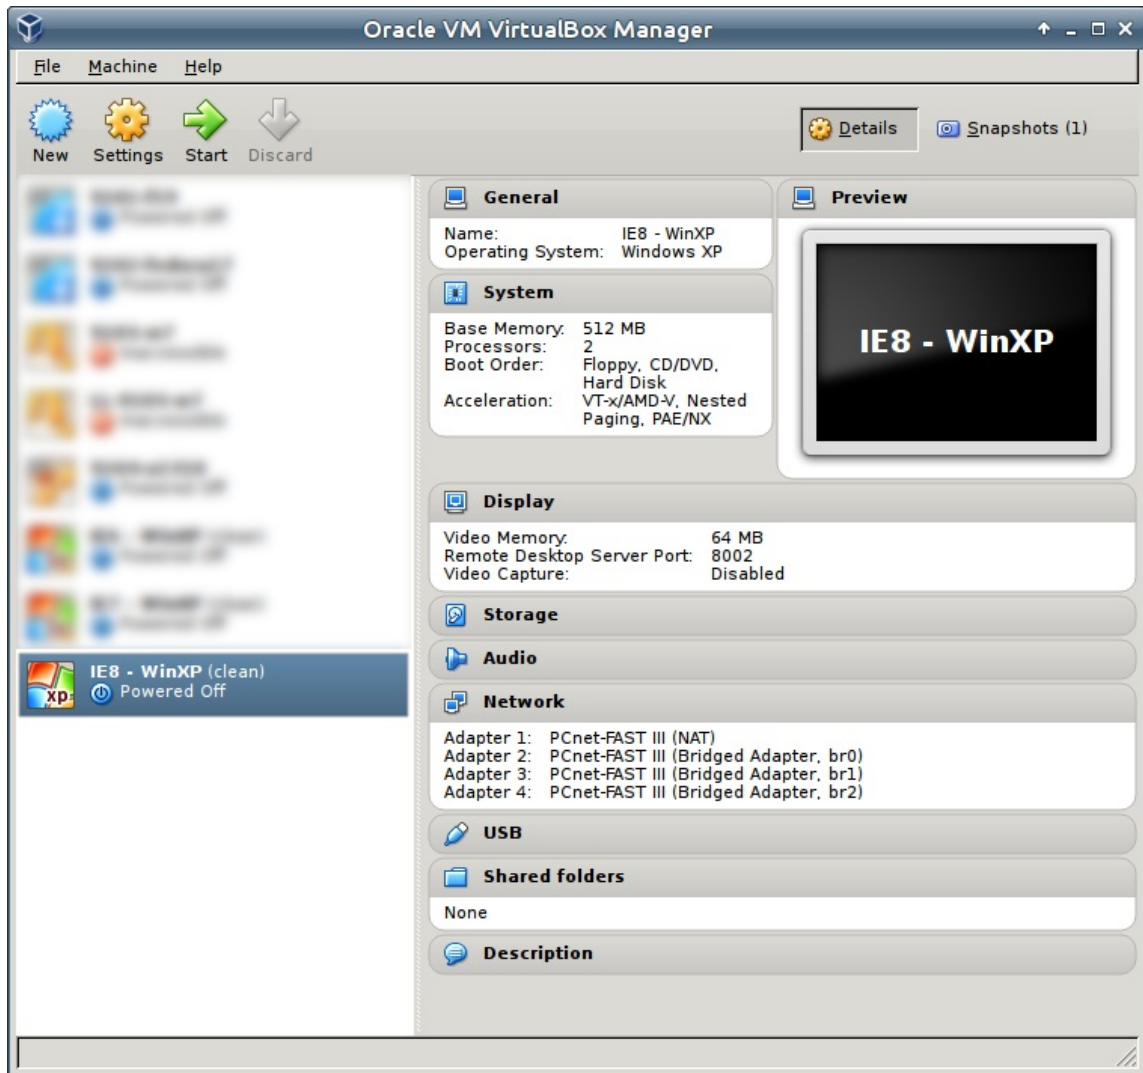 Oracle VM VirtualBox Manager
File Machine Help
New Settings Start Discard
Details Snapshots (1)
IE8 - WinXP (clean)
Powered Off
General
Name: IE8 - WinXP
Operating System: Windows XP
Preview
IE8 - WinXP
System
Base Memory: 512 MB
Processors: 2
Boot Order: Floppy, CD/DVD,
Hard Disk
Acceleration: VT-x/AMD-V, Nested
Paging, PAE/NX
Display
Video Memory: 64 MB
Remote Desktop Server Port: 8002
Video Capture: Disabled
Storage
Audio
Network
Adapter 1: PCnet-FAST III (NAT)
Adapter 2: PCnet-FAST III (Bridged Adapter, br0)
Adapter 3: PCnet-FAST III (Bridged Adapter, br1)
Adapter 4: PCnet-FAST III (Bridged Adapter, br2)
USB
Shared folders
None
Description